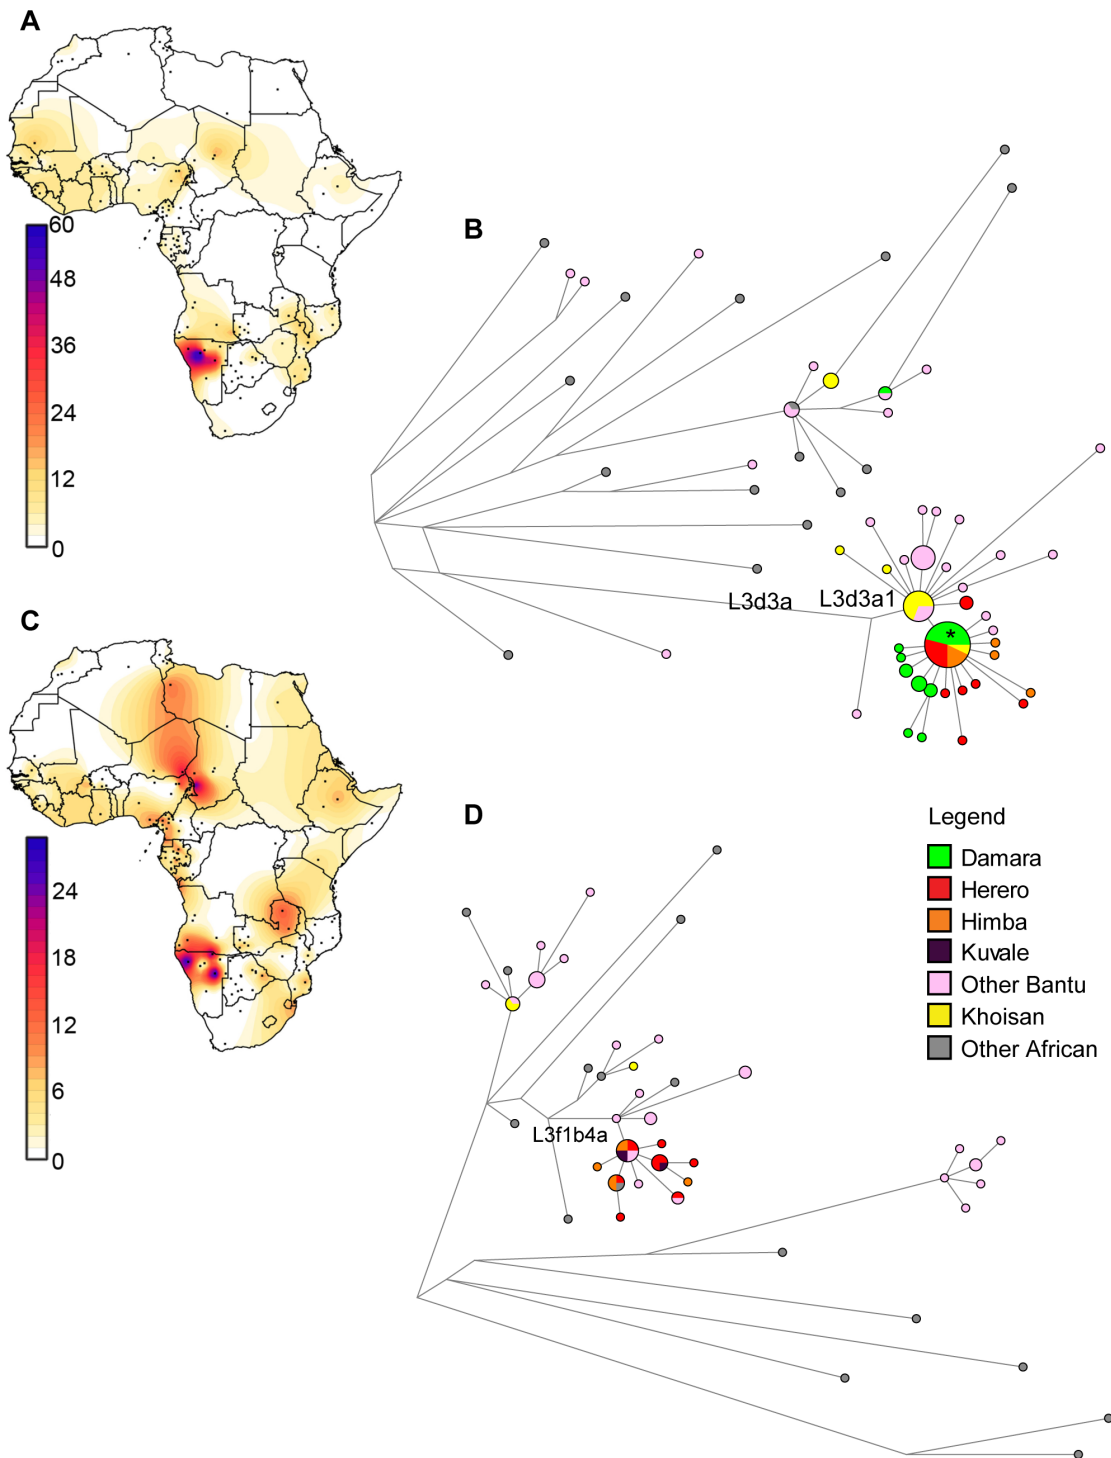 A
60
48
36
24
12
0
B
L3d3a
L3d3a1
*
C
24
18
12
6
0
D
L3f1b4a
Legend
Damara
Herero
Himba
Kuvale
Other Bantu
Khoisan
Other African